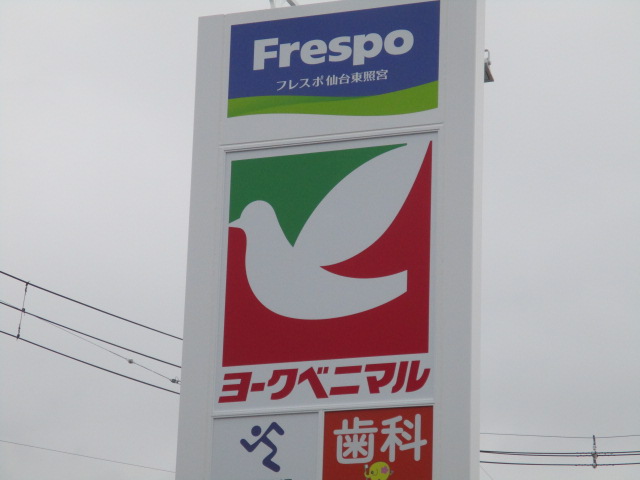 Frespo
フレスポ 仙台東照宮
ヨークベニマル
歯科